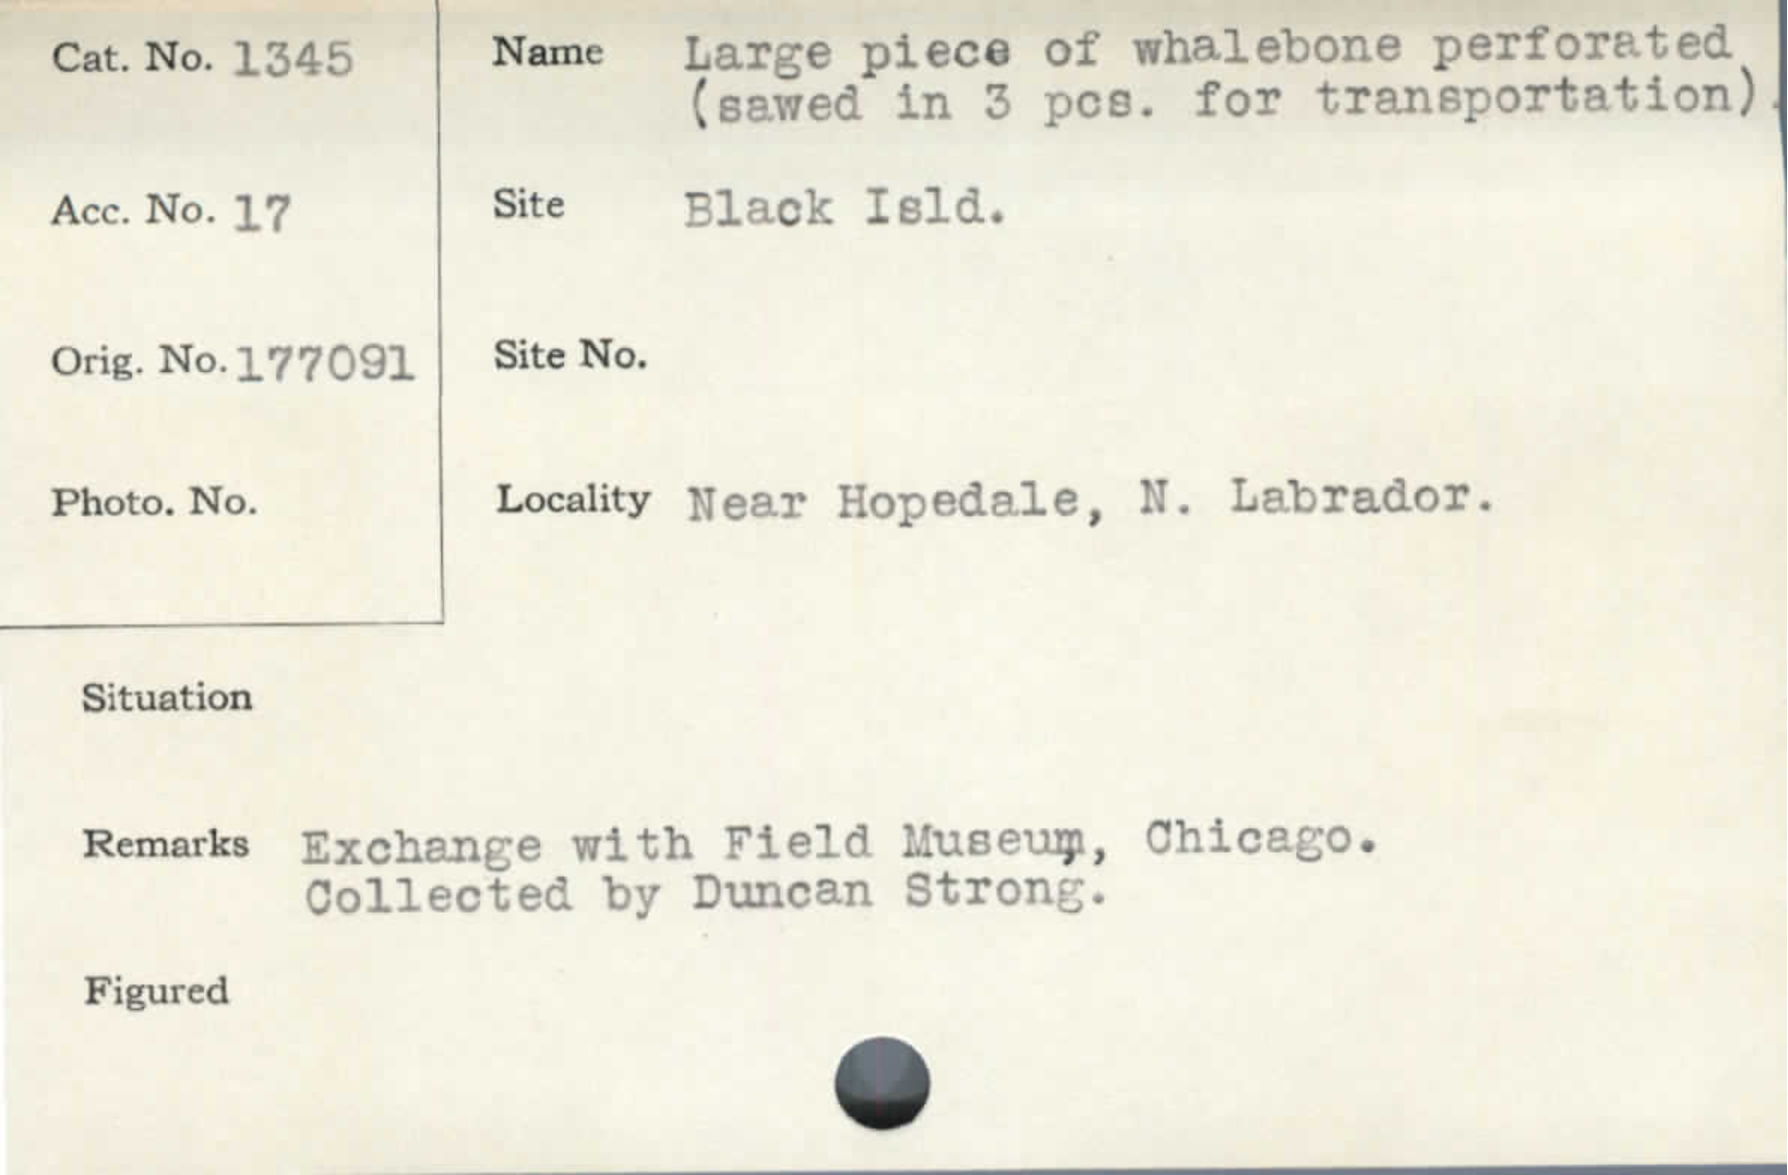 Cat. No. 1345
Name Large piece of whalebone perforated
(sawed in 3 pcs. for transportation).
Acc. No. 17
Site Black Isld.
Orig. No. 177091
Site No.
Photo. No.
Locality Near Hopedale, N. Labrador.
Situation
Remarks Exchange with Field Museum, Chicago.
Collected by Duncan Strong.
Figured